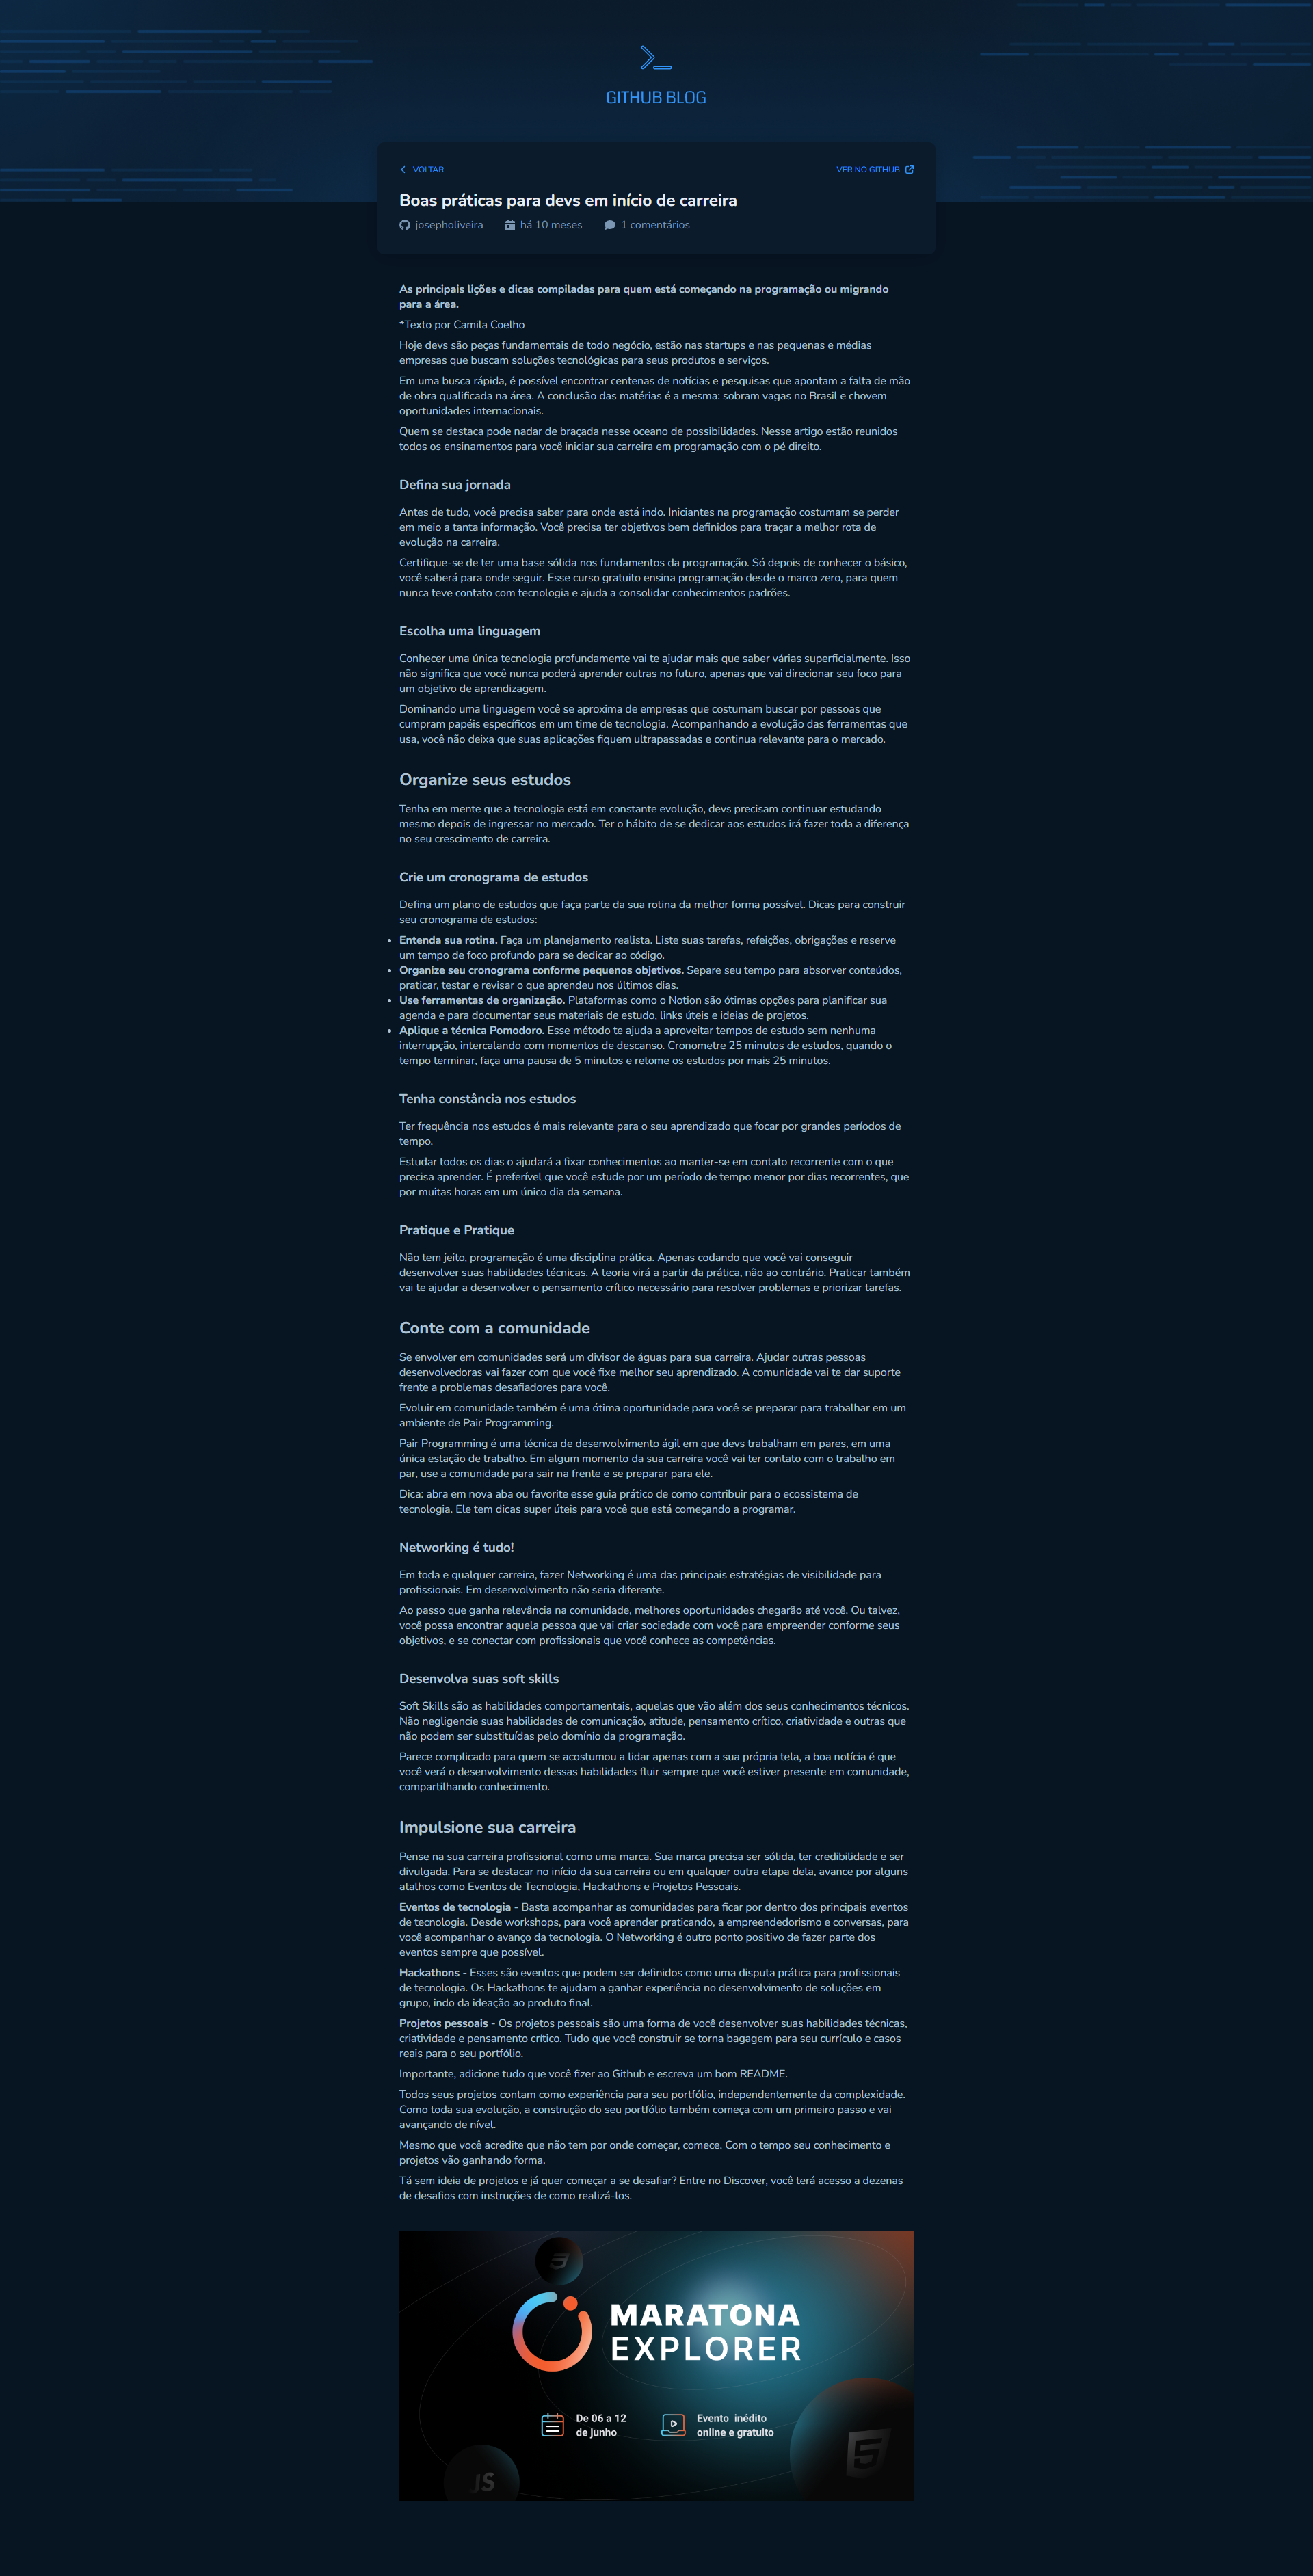 GITHUB BLOG
VOLTAR
VER NO GITHUB
Boas práticas para devs em início de carreira
josepholiveira
há 10 meses
1 comentários
As principais lições e dicas compiladas para quem está começando na programação ou migrando
para a área.
*Texto por Camila Coelho
Hoje devs são peças fundamentais de todo negócio, estão nas startups e nas pequenas e médias
empresas que buscam soluções tecnológicas para seus produtos e serviços.
Em uma busca rápida, é possível encontrar centenas de notícias e pesquisas que apontam a falta de mão
de obra qualificada na área. A conclusão das matérias é a mesma: sobram vagas no Brasil e chovem
oportunidades internacionais.
Quem se destaca pode nadar de braçada nesse oceano de possibilidades. Nesse artigo estão reunidos
todos os ensinamentos para você iniciar sua carreira em programação com o pé direito.
Defina sua jornada
Antes de tudo, você precisa saber para onde está indo. Iniciantes na programação costumam se perder
em meio a tanta informação. Você precisa ter objetivos bem definidos para traçar a melhor rota de
evolução na carreira.
Certifique-se de ter uma base sólida nos fundamentos da programação. Só depois de conhecer o básico,
você saberá para onde seguir. Esse curso gratuito ensina programação desde o marco zero, para quem
nunca teve contato com tecnologia e ajuda a consolidar conhecimentos padrões.
Escolha uma linguagem
Conhecer uma única tecnologia profundamente vai te ajudar mais que saber várias superficialmente. Isso
não significa que você nunca poderá aprender outras no futuro, apenas que vai direcionar seu foco para
um objetivo de aprendizagem.
Dominando uma linguagem você se aproxima de empresas que costumam buscar por pessoas que
cumpram papéis específicos em um time de tecnologia. Acompanhando a evolução das ferramentas que
usa, você não deixa que suas aplicações fiquem ultrapassadas e continua relevante para o mercado.
Organize seus estudos
Tenha em mente que a tecnologia está em constante evolução, devs precisam continuar estudando
mesmo depois de ingressar no mercado. Ter o hábito de se dedicar aos estudos irá fazer toda a diferença
no seu crescimento de carreira.
Crie um cronograma de estudos
Defina um plano de estudos que faça parte da sua rotina da melhor forma possível. Dicas para construir
seu cronograma de estudos:
• Entenda sua rotina. Faça um planejamento realista. Liste suas tarefas, refeições, obrigações e reserve
um tempo de foco profundo para se dedicar ao código.
• Organize seu cronograma conforme pequenos objetivos. Separe seu tempo para absorver conteúdos,
praticar, testar e revisar o que aprendeu nos últimos dias.
• Use ferramentas de organização. Plataformas como o Notion são ótimas opções para planificar sua
agenda e para documentar seus materiais de estudo, links úteis e ideias de projetos.
• Aplique a técnica Pomodoro. Esse método te ajuda a aproveitar tempos de estudo sem nenhuma
interrupção, intercalando com momentos de descanso. Cronometre 25 minutos de estudos, quando o
tempo terminar, faça uma pausa de 5 minutos e retome os estudos por mais 25 minutos.
Tenha constância nos estudos
Ter frequência nos estudos é mais relevante para o seu aprendizado que focar por grandes períodos de
tempo.
Estudar todos os dias o ajudará a fixar conhecimentos ao manter-se em contato recorrente com o que
precisa aprender. É preferível que você estude por um período de tempo menor por dias recorrentes, que
por muitas horas em um único dia da semana.
Pratique e Pratique
Não tem jeito, programação é uma disciplina prática. Apenas codando que você vai conseguir
desenvolver suas habilidades técnicas. A teoria virá a partir da prática, não ao contrário. Praticar também
vai te ajudar a desenvolver o pensamento crítico necessário para resolver problemas e priorizar tarefas.
Conte com a comunidade
Se envolver em comunidades será um divisor de águas para sua carreira. Ajudar outras pessoas
desenvolvedoras vai fazer com que você fixe melhor seu aprendizado. A comunidade vai te dar suporte
frente a problemas desafiadores para você.
Evoluir em comunidade também é uma ótima oportunidade para você se preparar para trabalhar em um
ambiente de Pair Programming.
Pair Programming é uma técnica de desenvolvimento ágil em que devs trabalham em pares, em uma
única estação de trabalho. Em algum momento da sua carreira você vai ter contato com o trabalho em
par, use a comunidade para sair na frente e se preparar para ele.
Dica: abra em nova aba ou favorite esse guia prático de como contribuir para o ecossistema de
tecnologia. Ele tem dicas super úteis para você que está começando a programar.
Networking é tudo!
Em toda e qualquer carreira, fazer Networking é uma das principais estratégias de visibilidade para
profissionais. Em desenvolvimento não seria diferente.
Ao passo que ganha relevância na comunidade, melhores oportunidades chegarão até você. Ou talvez,
você possa encontrar aquela pessoa que vai criar sociedade com você para empreender conforme seus
objetivos, e se conectar com profissionais que você conhece as competências.
Desenvolva suas soft skills
Soft Skills são as habilidades comportamentais, aquelas que vão além dos seus conhecimentos técnicos.
Não negligencie suas habilidades de comunicação, atitude, pensamento crítico, criatividade e outras que
não podem ser substituídas pelo domínio da programação.
Parece complicado para quem se acostumou a lidar apenas com a sua própria tela, a boa notícia é que
você verá o desenvolvimento dessas habilidades fluir sempre que você estiver presente em comunidade,
compartilhando conhecimento.
Impulsione sua carreira
Pense na sua carreira profissional como uma marca. Sua marca precisa ser sólida, ter credibilidade e ser
divulgada. Para se destacar no início da sua carreira ou em qualquer outra etapa dela, avance por alguns
atalhos como Eventos de Tecnologia, Hackathons e Projetos Pessoais.
Eventos de tecnologia - Basta acompanhar as comunidades para ficar por dentro dos principais eventos
de tecnologia. Desde workshops, para você aprender praticando, a empreendedorismo e conversas, para
você acompanhar o avanço da tecnologia. O Networking é outro ponto positivo de fazer parte dos
eventos sempre que possível.
Hackathons - Esses são eventos que podem ser definidos como uma disputa prática para profissionais
de tecnologia. Os Hackathons te ajudam a ganhar experiência no desenvolvimento de soluções em
grupo, indo da ideação ao produto final.
Projetos pessoais - Os projetos pessoais são uma forma de você desenvolver suas habilidades técnicas,
criatividade e pensamento crítico. Tudo que você construir se torna bagagem para seu currículo e casos
reais para o seu portfólio.
Importante, adicione tudo que você fizer ao Github e escreva um bom README.
Todos seus projetos contam como experiência para seu portfólio, independentemente da complexidade.
Como toda sua evolução, a construção do seu portfólio também começa com um primeiro passo e vai
avançando de nível.
Mesmo que você acredite que não tem por onde começar, comece. Com o tempo seu conhecimento e
projetos vão ganhando forma.
Tá sem ideia de projetos e já quer começar a se desafiar? Entre no Discover, você terá acesso a dezenas
de desafios com instruções de como realizá-los.
MARATONA
EXPLORER
De 06 a 12
de junho
Evento inédito
online e gratuito
JS